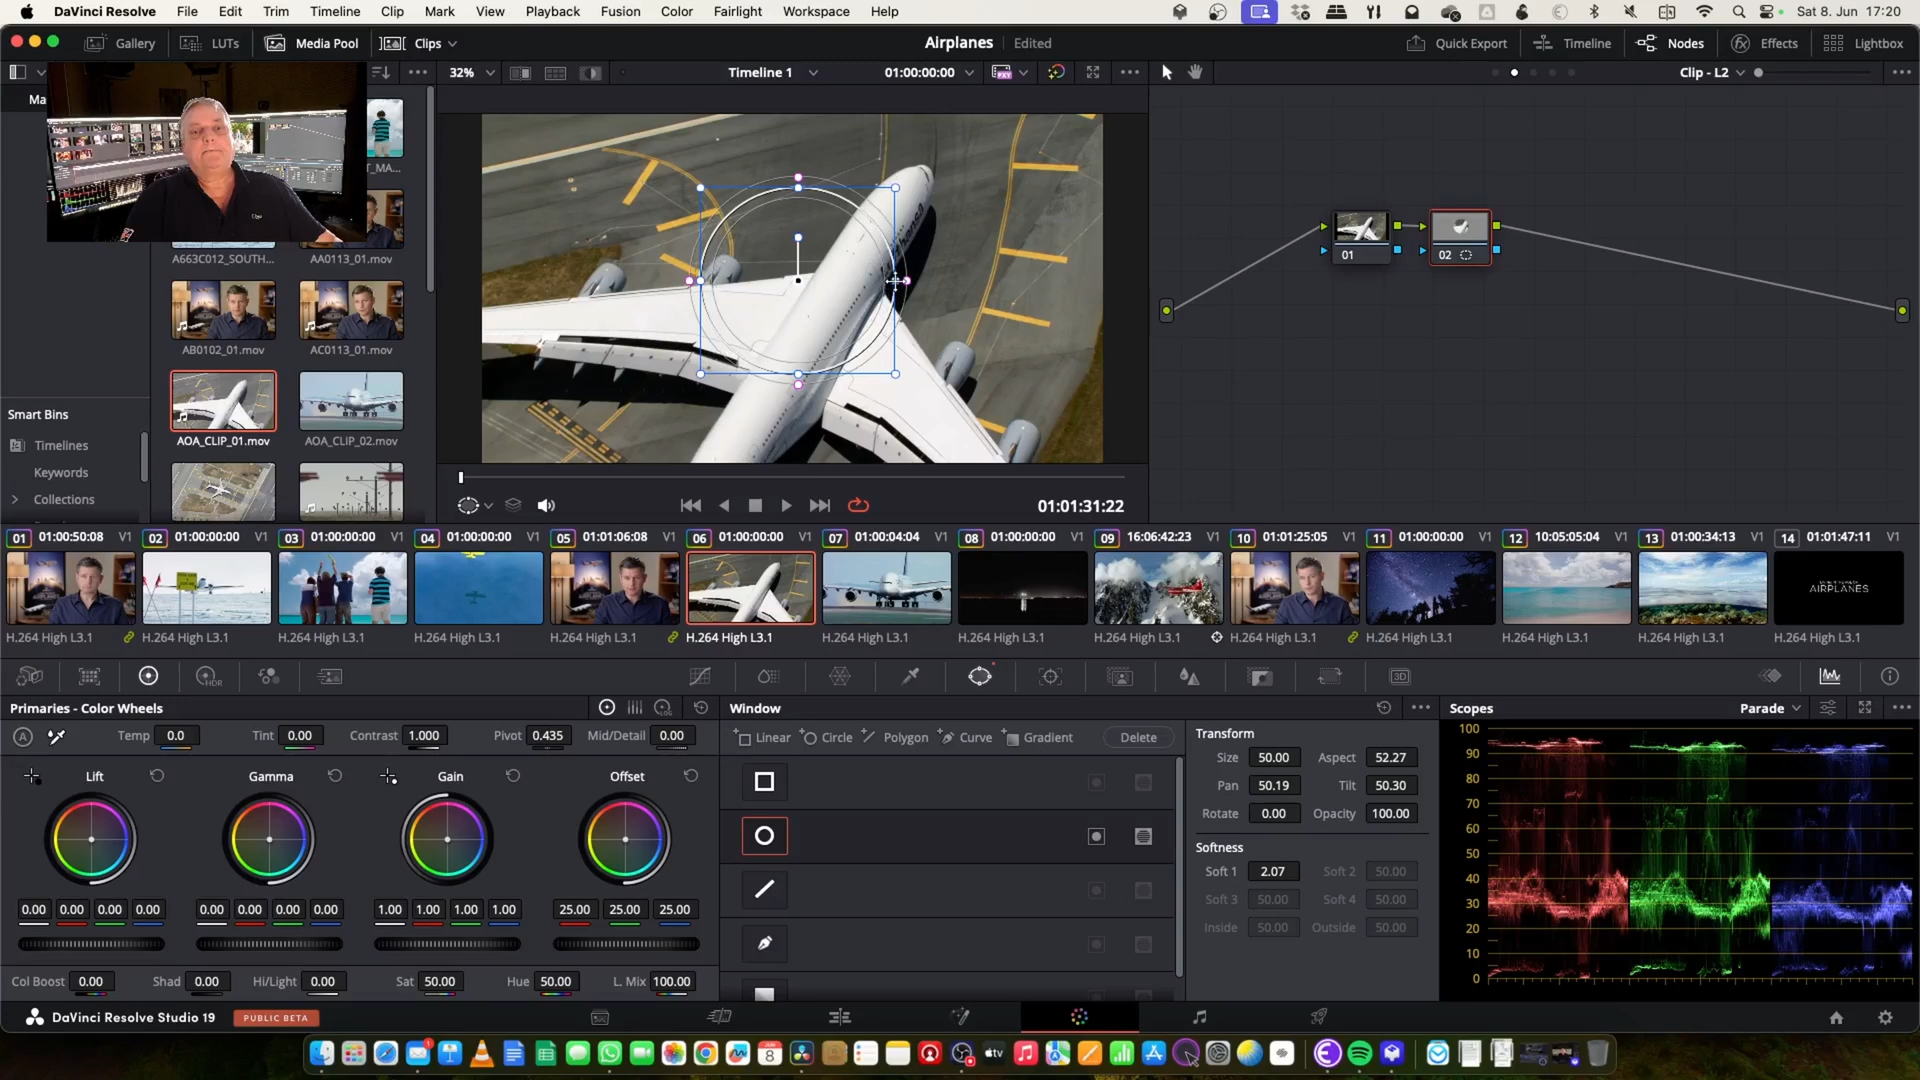 DaVinci Resolve File Edit Trim Timeline Clip Mark View Playback Fusion Color Fairlight Workspace Help Sat 8. Jun 17:20
Gallery LUTs Media Pool Clips Airplanes Edited Quick Export Timeline Nodes Effects Lightbox
32% Timeline 1 01:00:00:00 PXY Clip - L2
Ma
T_MA...
A663C012_SOUTH... AA0113_01.mov
AB0102_01.mov AC0113_01.mov
AOA_CLIP_01.mov AOA_CLIP_02.mov
Smart Bins
Timelines
Keywords
Collections
01 02
01:01:31:22
01 01:00:50:08 V1 02 01:00:00:00 V1 03 01:00:00:00 V1 04 01:00:00:00 V1 05 01:01:06:08 V1 06 01:00:00:00 V1 07 01:00:04:04 V1 08 01:00:00:00 V1 09 16:06:42:23 V1 10 01:01:25:05 V1 11 01:00:00:00 V1 12 10:05:05:04 V1 13 01:00:34:13 V1 14 01:01:47:11 V1
AIRPLANES
H.264 High L3.1 H.264 High L3.1 H.264 High L3.1 H.264 High L3.1 H.264 High L3.1 H.264 High L3.1 H.264 High L3.1 H.264 High L3.1 H.264 High L3.1 H.264 High L3.1 H.264 High L3.1 H.264 High L3.1 H.264 High L3.1 H.264 High L3.1
HDR 3D
Primaries - Color Wheels LOG
A Temp 0.0 Tint 0.00 Contrast 1.000 Pivot 0.435 Mid/Detail 0.00
Lift Gamma Gain Offset
0.00 0.00 0.00 0.00 0.00 0.00 0.00 0.00 1.00 1.00 1.00 1.00 25.00 25.00 25.00
Col Boost 0.00 Shad 0.00 Hi/Light 0.00 Sat 50.00 Hue 50.00 L. Mix 100.00
Window
Linear Circle Polygon Curve Gradient Delete
Transform
Size 50.00 Aspect 52.27
Pan 50.19 Tilt 50.30
Rotate 0.00 Opacity 100.00
Softness
Soft 1 2.07 Soft 2 50.00
Soft 3 50.00 Soft 4 50.00
Inside 50.00 Outside 50.00
Scopes Parade
100
90
80
70
60
50
40
30
20
10
0
DaVinci Resolve Studio 19 PUBLIC BETA
1 JUN 8 tv